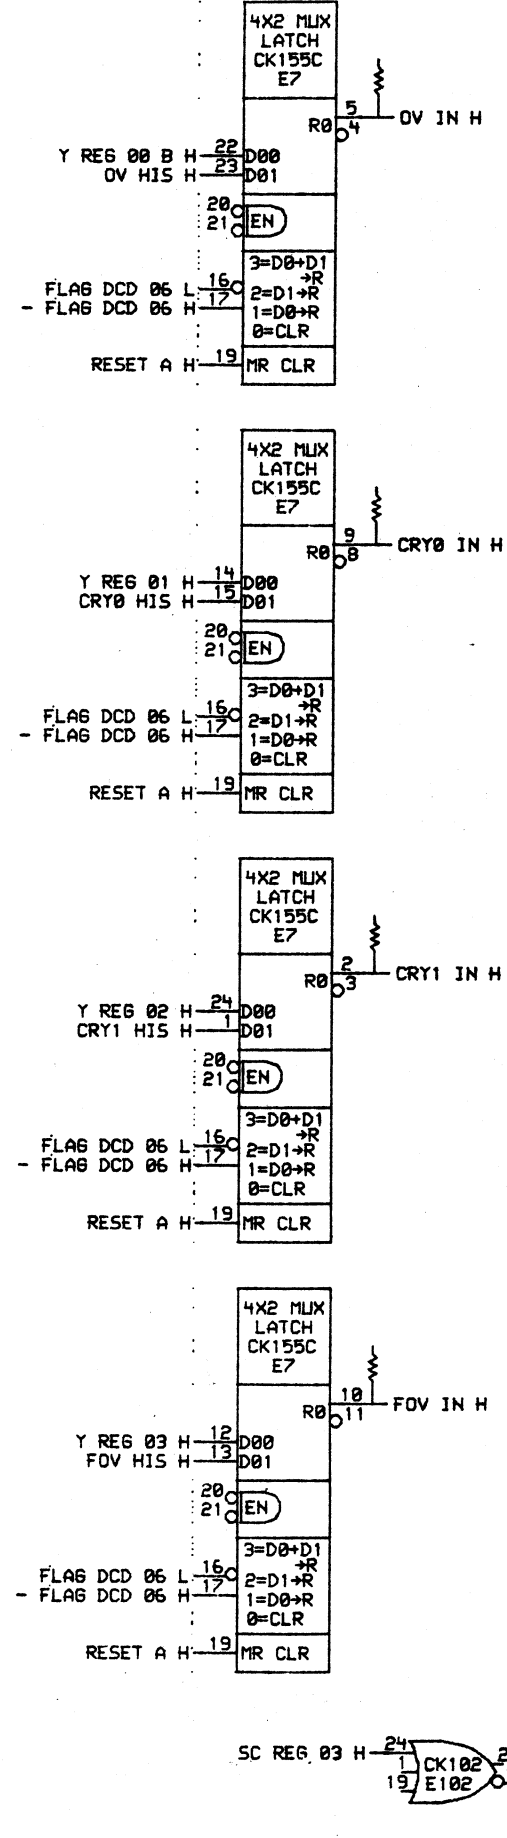 4X2 MUX
LATCH
CK155C
E7
R0 5 OV IN H
4
Y REG 00 B H 22 D00
OV HIS H 23 D01
20
21 EN
3=D0+D1
→R
FLAG DCD 06 L 16 2=D1→R
- FLAG DCD 06 H 17 1=D0→R
0=CLR
RESET A H 19 MR CLR
4X2 MUX
LATCH
CK155C
E7
R0 9 CRY0 IN H
8
Y REG 01 H 14 D00
CRY0 HIS H 15 D01
20
21 EN
3=D0+D1
→R
FLAG DCD 06 L 16 2=D1→R
- FLAG DCD 06 H 17 1=D0→R
0=CLR
RESET A H 19 MR CLR
4X2 MUX
LATCH
CK155C
E7
R0 2 CRY1 IN H
3
Y REG 02 H 24 D00
CRY1 HIS H 1 D01
20
21 EN
3=D0+D1
→R
FLAG DCD 06 L 16 2=D1→R
- FLAG DCD 06 H 17 1=D0→R
0=CLR
RESET A H 19 MR CLR
4X2 MUX
LATCH
CK155C
E7
R0 10 FOV IN H
11
Y REG 03 H 12 D00
FOV HIS H 13 D01
20
21 EN
3=D0+D1
→R
FLAG DCD 06 L 16 2=D1→R
- FLAG DCD 06 H 17 1=D0→R
0=CLR
RESET A H 19 MR CLR
SC REG 03 H 24
1 CK102 2
19 E102